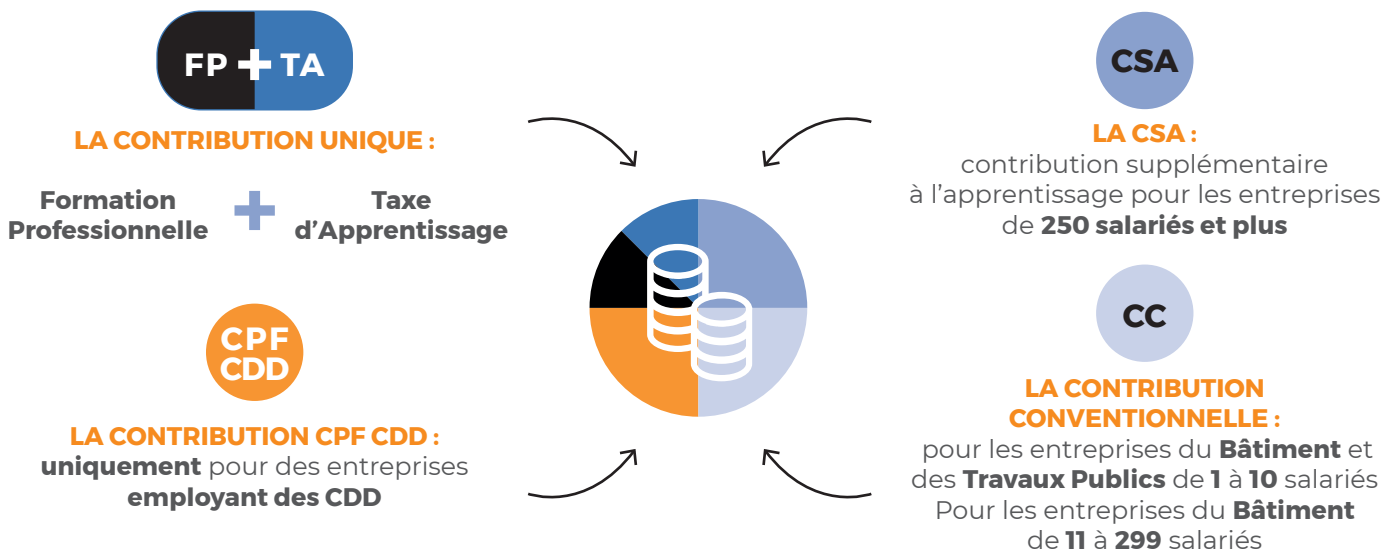 FP + TA
LA CONTRIBUTION UNIQUE :
Formation
Professionnelle
+
Taxe
d’Apprentissage
CPF
CDD
LA CONTRIBUTION CPF CDD :
uniquement pour des entreprises
employant des CDD
CSA
LA CSA :
contribution supplémentaire
à l’apprentissage pour les entreprises
de 250 salariés et plus
CC
LA CONTRIBUTION
CONVENTIONNELLE :
pour les entreprises du Bâtiment et
des Travaux Publics de 1 à 10 salariés
Pour les entreprises du Bâtiment
de 11 à 299 salariés